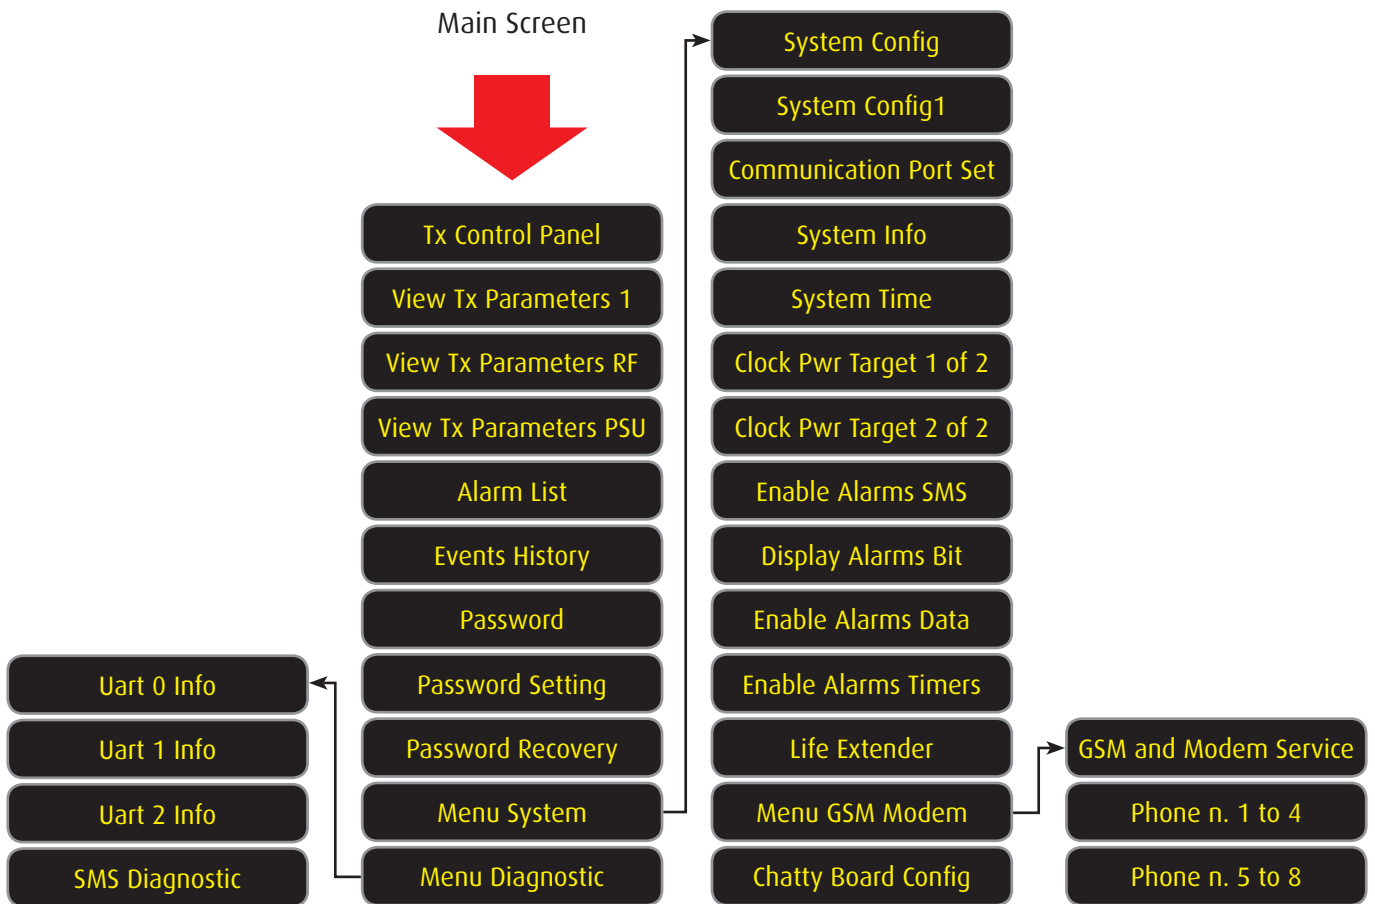 Main Screen
Tx Control Panel
View Tx Parameters 1
View Tx Parameters RF
View Tx Parameters PSU
Alarm List
Events History
Password
Password Setting
Password Recovery
Menu System
Menu Diagnostic
Uart 0 Info
Uart 1 Info
Uart 2 Info
SMS Diagnostic
System Config
System Config1
Communication Port Set
System Info
System Time
Clock Pwr Target 1 of 2
Clock Pwr Target 2 of 2
Enable Alarms SMS
Display Alarms Bit
Enable Alarms Data
Enable Alarms Timers
Life Extender
Menu GSM Modem
Chatty Board Config
GSM and Modem Service
Phone n. 1 to 4
Phone n. 5 to 8